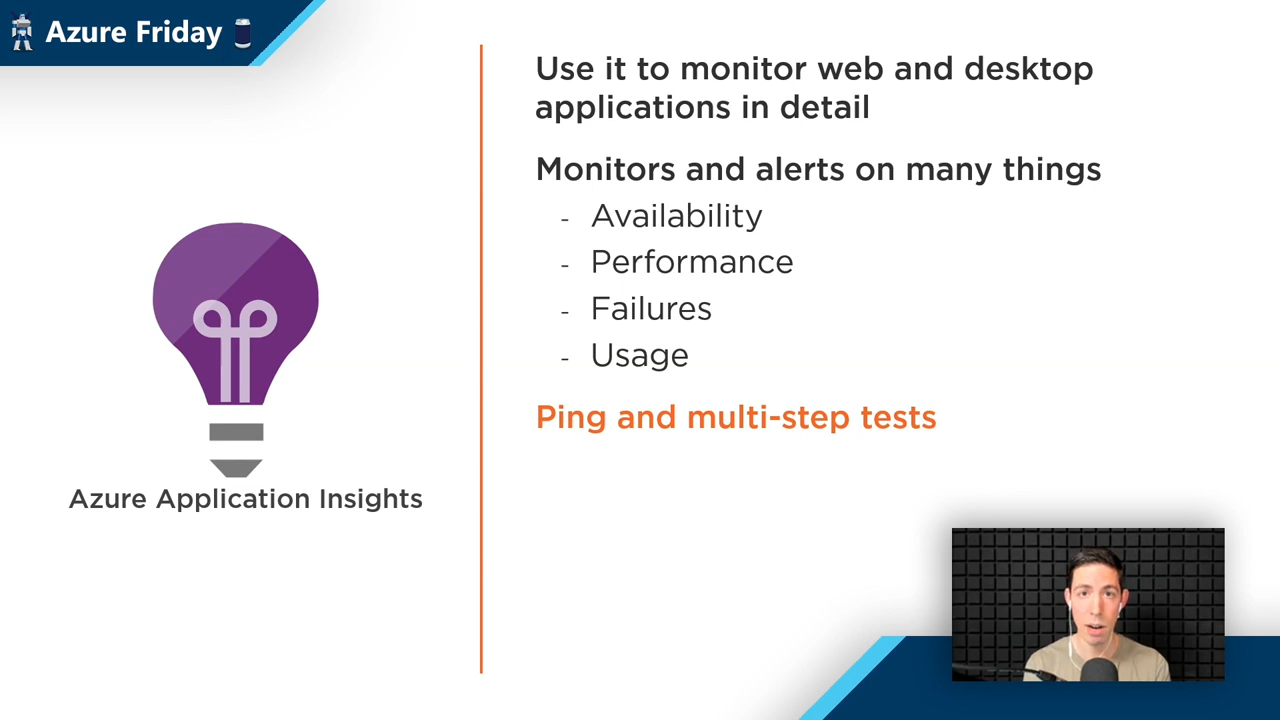 Azure Friday
Use it to monitor web and desktop
applications in detail
Monitors and alerts on many things
- Availability
- Performance
- Failures
- Usage
Ping and multi-step tests
Azure Application Insights